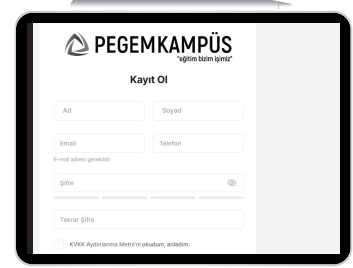 PEGEMKAMPÜS
"eğitim bizim işimiz"
Kayıt Ol
Ad
Soyad
Email
Telefon
E-mail adresi gereklidir
Şifre
Tekrar Şifre
KVKK Aydınlanma Metni'ni okudum, anladım.